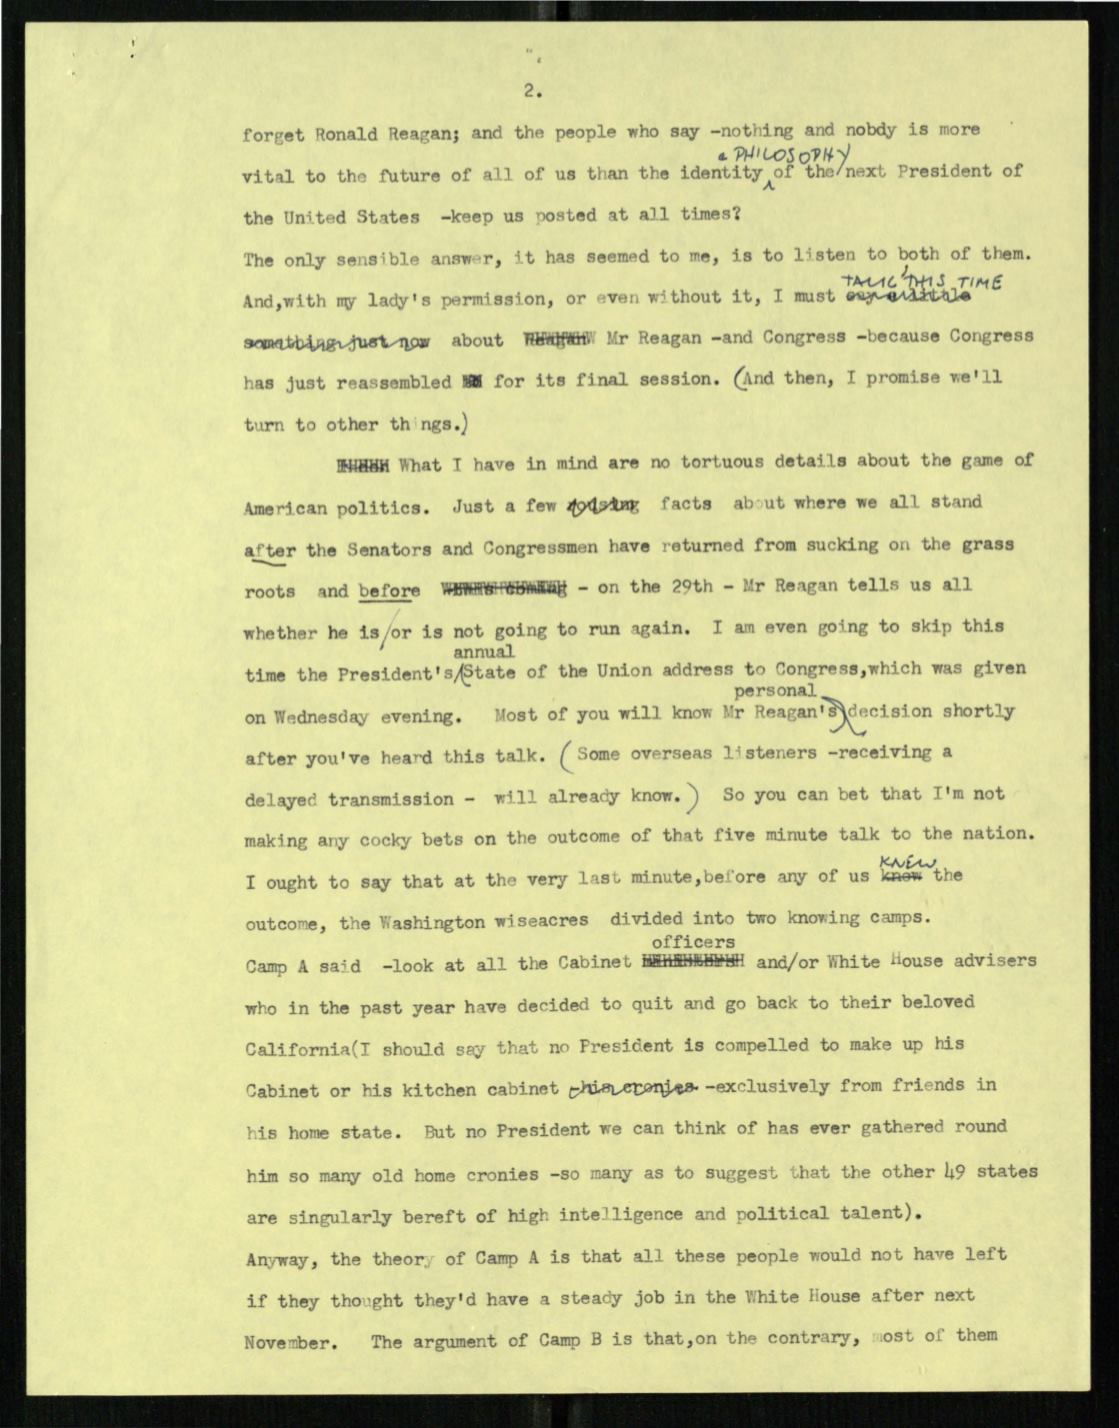 2.
forget Ronald Reagan; and the people who say -nothing and nobdy is more
& PHILOSOPHY
vital to the future of all of us than the identity of the/next President of
the United States -keep us posted at all times?
The only sensible answer, it has seemed to me, is to listen to both of them.
TALK THIS TIME
And,with my lady's permission, or even without it, I must say a little
something just now about Reagan Mr Reagan -and Congress -because Congress
has just reassembled for its final session. (And then, I promise we'll
turn to other things.)
What I have in mind are no tortuous details about the game of
American politics. Just a few rousing facts about where we all stand
after the Senators and Congressmen have returned from sucking on the grass
roots and before - on the 29th - Mr Reagan tells us all
whether he is/or is not going to run again. I am even going to skip this
annual
time the President's/State of the Union address to Congress,which was given
personal
on Wednesday evening. Most of you will know Mr Reagan's decision shortly
after you've heard this talk. (Some overseas listeners -receiving a
delayed transmission - will already know.) So you can bet that I'm not
making any cocky bets on the outcome of that five minute talk to the nation.
KNEW
I ought to say that at the very last minute,before any of us know the
outcome, the Washington wiseacres divided into two knowing camps.
officers
Camp A said -look at all the Cabinet and/or White House advisers
who in the past year have decided to quit and go back to their beloved
California(I should say that no President is compelled to make up his
Cabinet or his kitchen cabinet -his cronies- -exclusively from friends in
his home state. But no President we can think of has ever gathered round
him so many old home cronies -so many as to suggest that the other 49 states
are singularly bereft of high intelligence and political talent).
Anyway, the theory of Camp A is that all these people would not have left
if they thought they'd have a steady job in the White House after next
November. The argument of Camp B is that,on the contrary, most of them